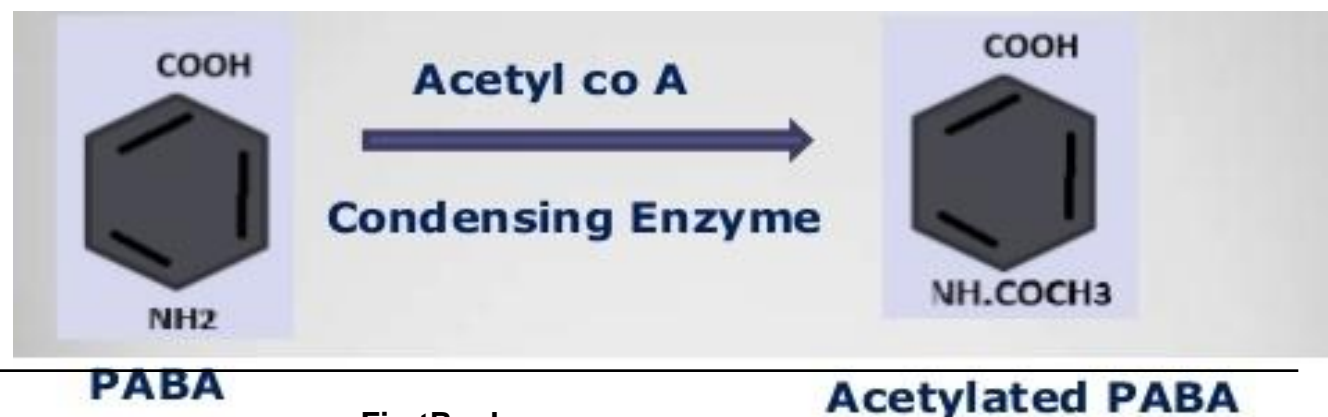 COOH
Acetyl co A
COOH
Condensing Enzyme
NH2
NH.COCH3
PABA
Acetylated PABA